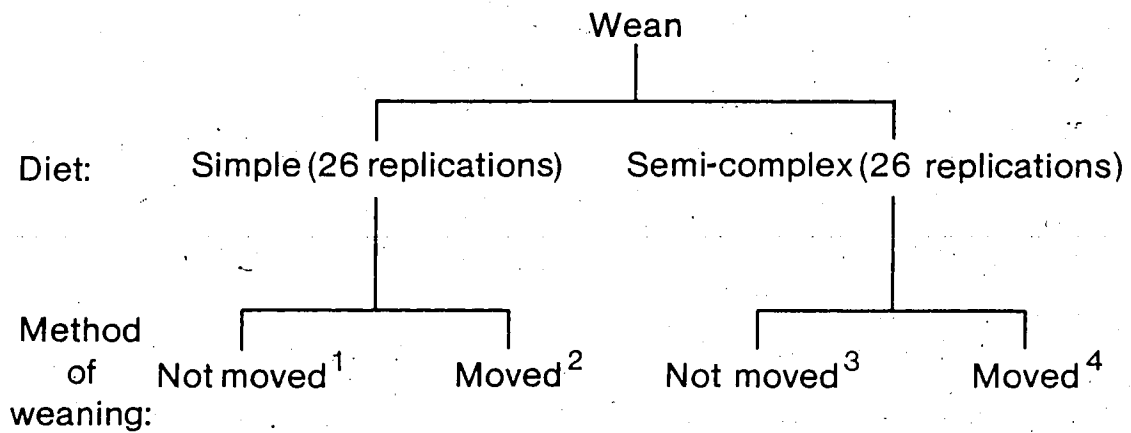 Wean
Diet: Simple (26 replications) Semi-complex (26 replications)
Method
of Not moved¹ Moved² Not moved³ Moved⁴
weaning: